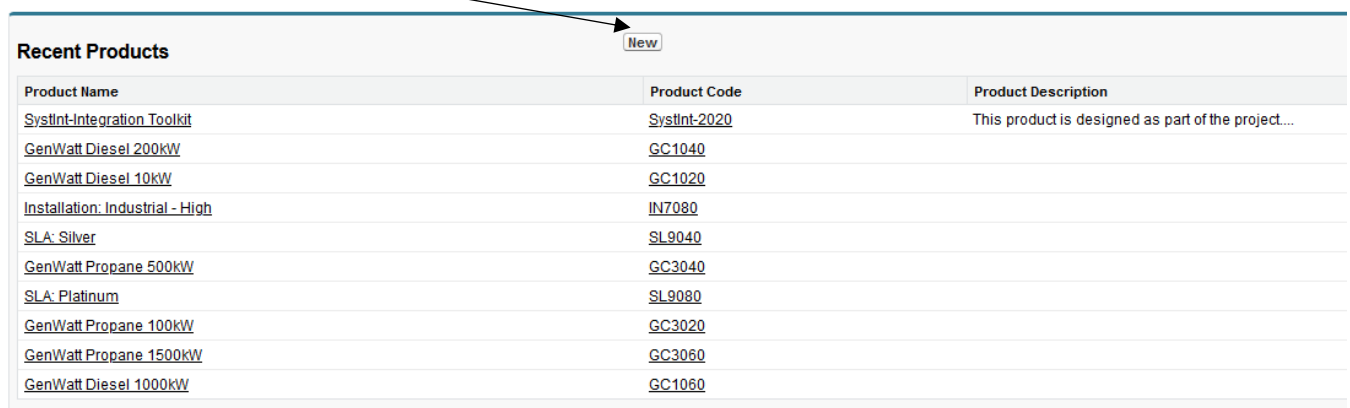 New
Recent Products
Product Name Product Code Product Description
SystInt-Integration Toolkit SystInt-2020 This product is designed as part of the project....
GenWatt Diesel 200kW GC1040
GenWatt Diesel 10kW GC1020
Installation: Industrial - High IN7080
SLA: Silver SL9040
GenWatt Propane 500kW GC3040
SLA: Platinum SL9080
GenWatt Propane 100kW GC3020
GenWatt Propane 1500kW GC3060
GenWatt Diesel 1000kW GC1060